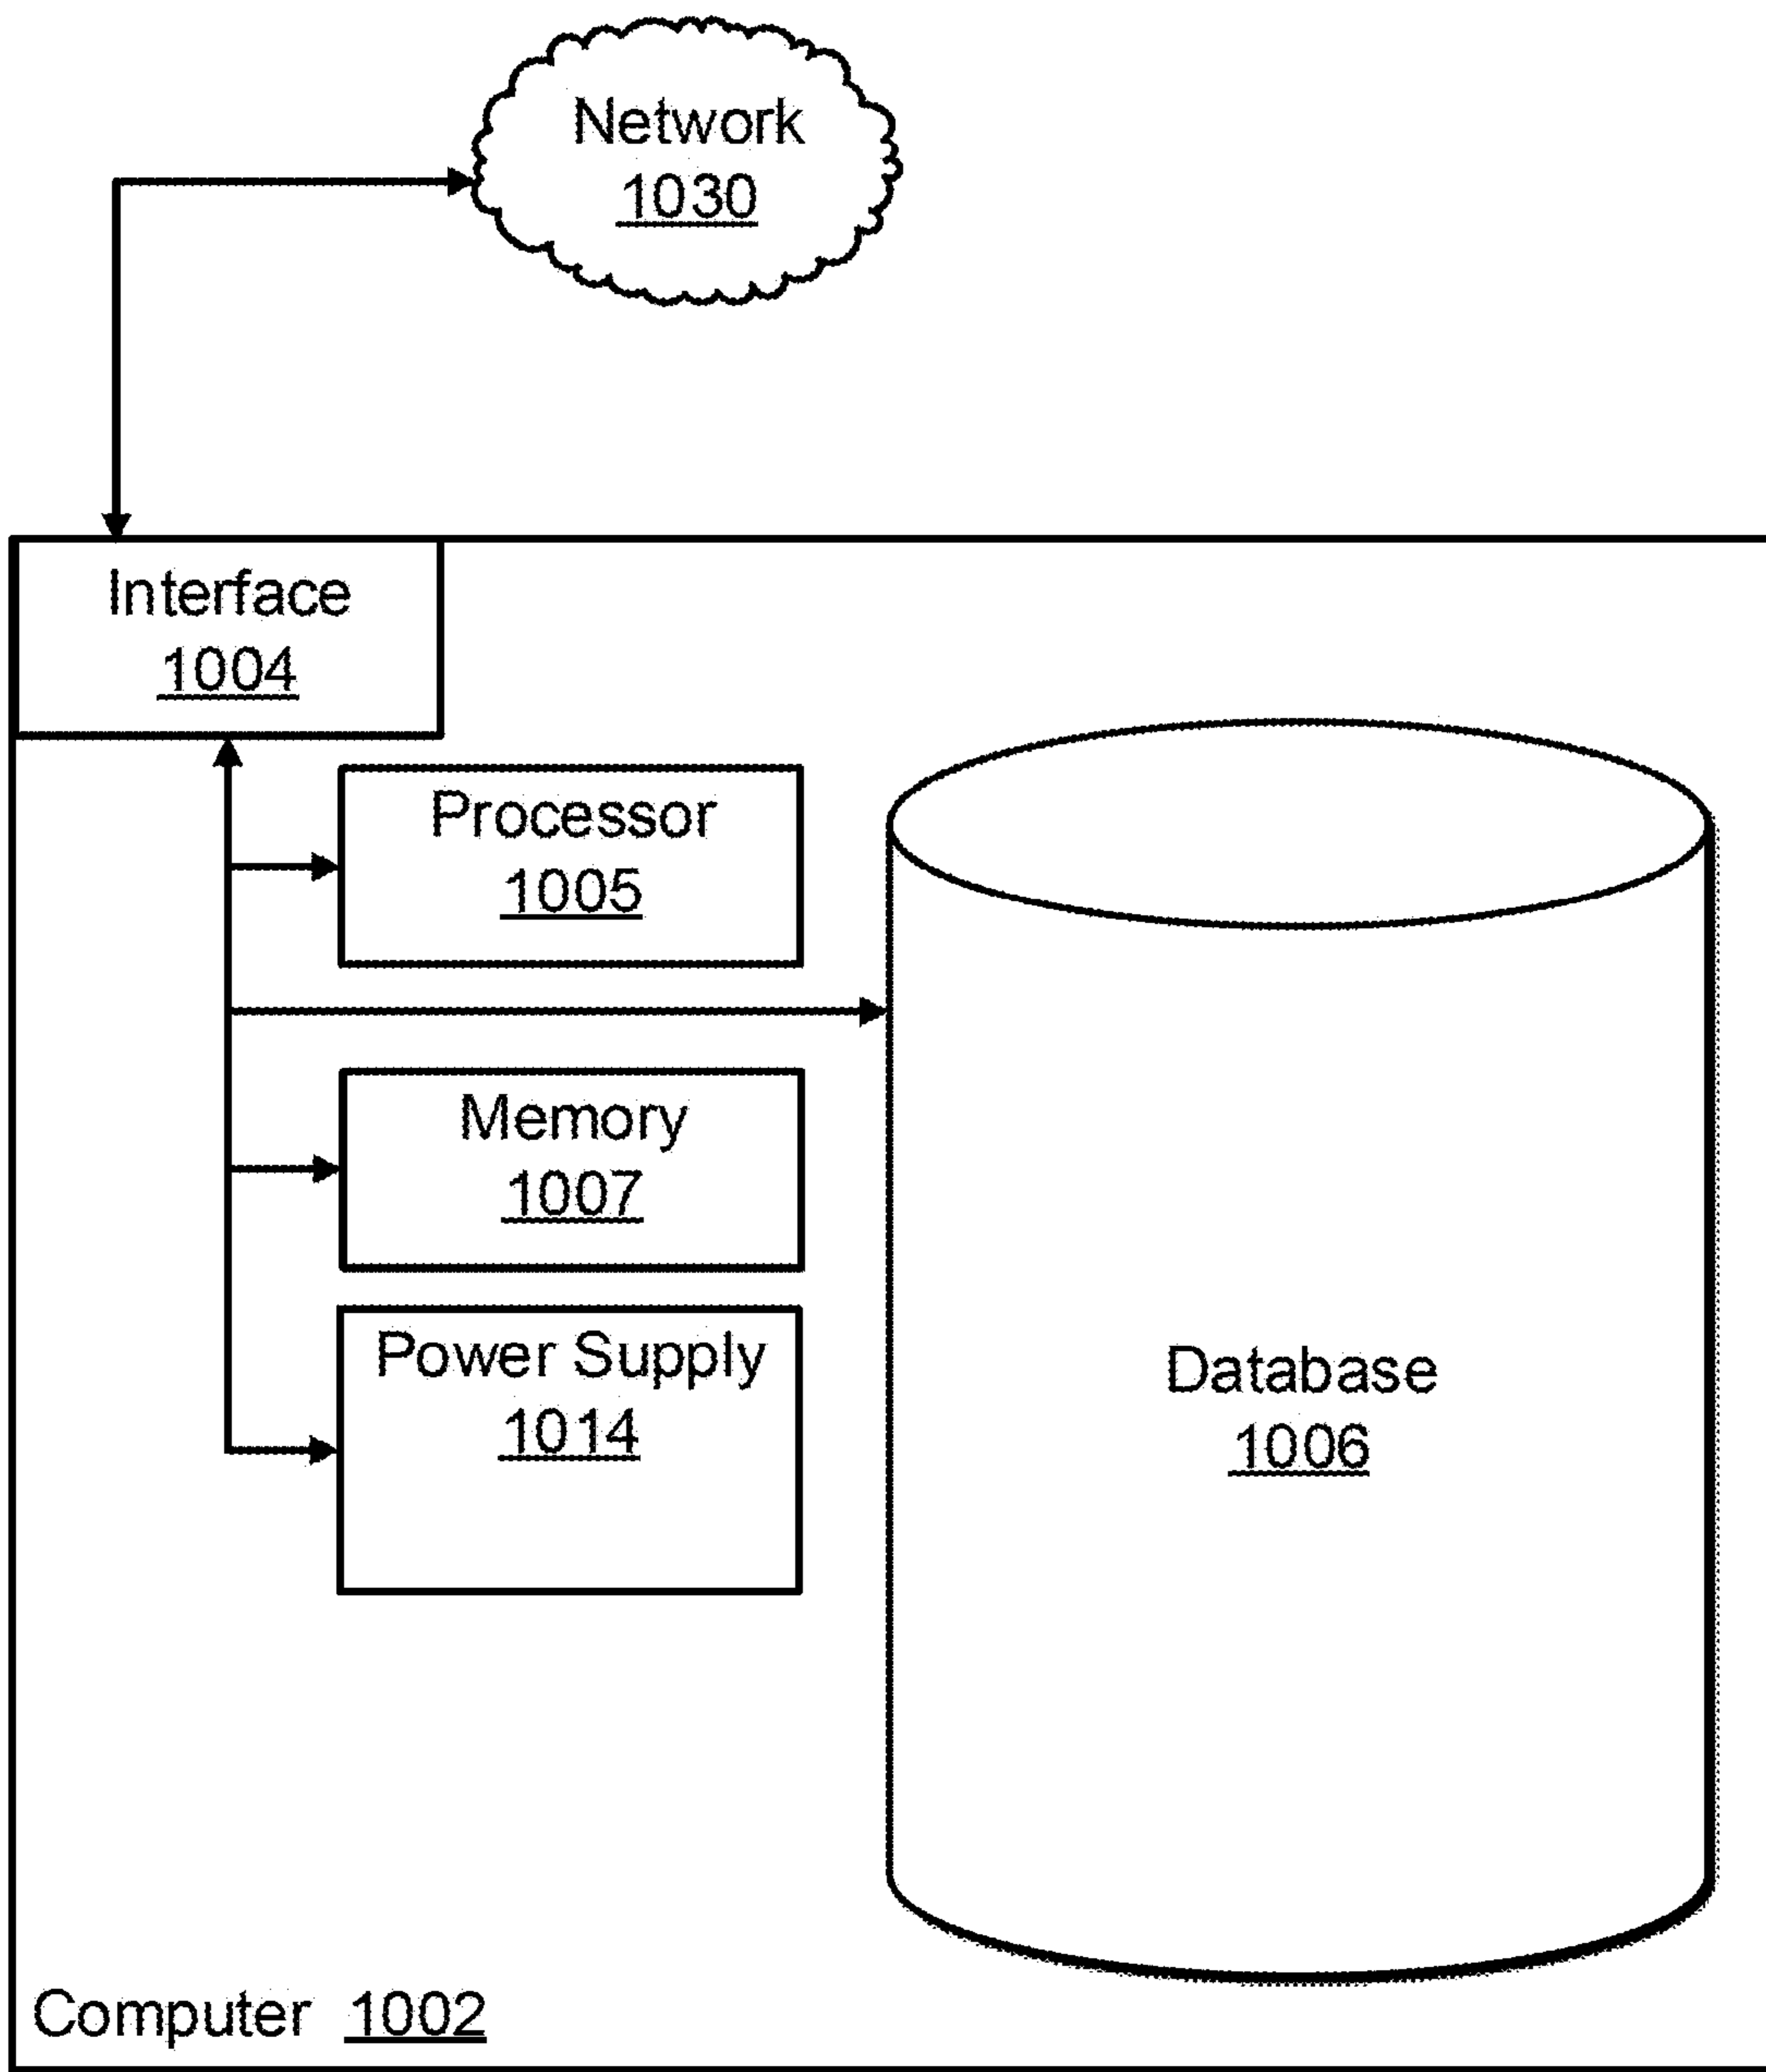 Network
1030
Interface
1004
Processor
1005
Memory
1007
Power Supply
1014
Database
1006
Computer 1002